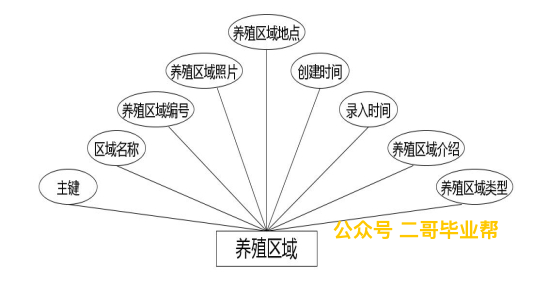 养殖区域地点
养殖区域照片
创建时间
养殖区域编号
录入时间
区域名称
养殖区域介绍
主键
养殖区域类型
公众号 二哥毕业帮
养殖区域